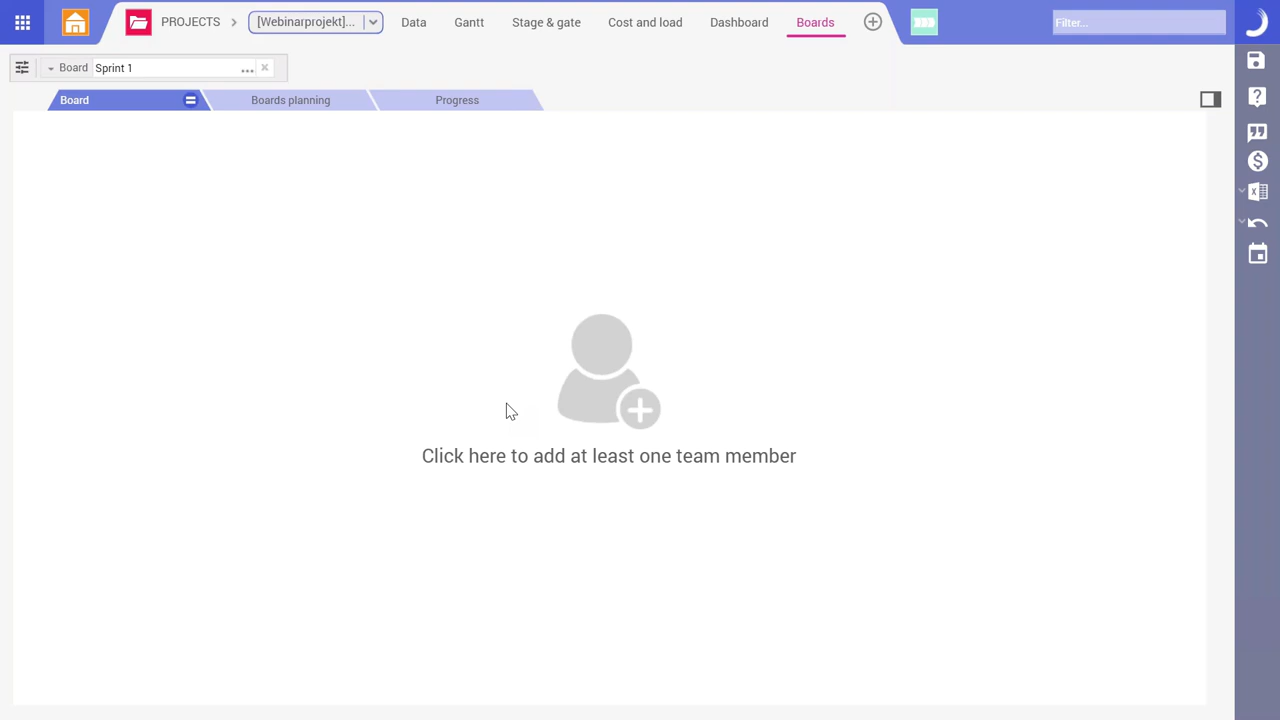 PROJECTS
[Webinarprojekt]...
Data
Gantt
Stage & gate
Cost and load
Dashboard
Boards
Filter...
Board
Sprint 1
...
Board
Boards planning
Progress
Click here to add at least one team member